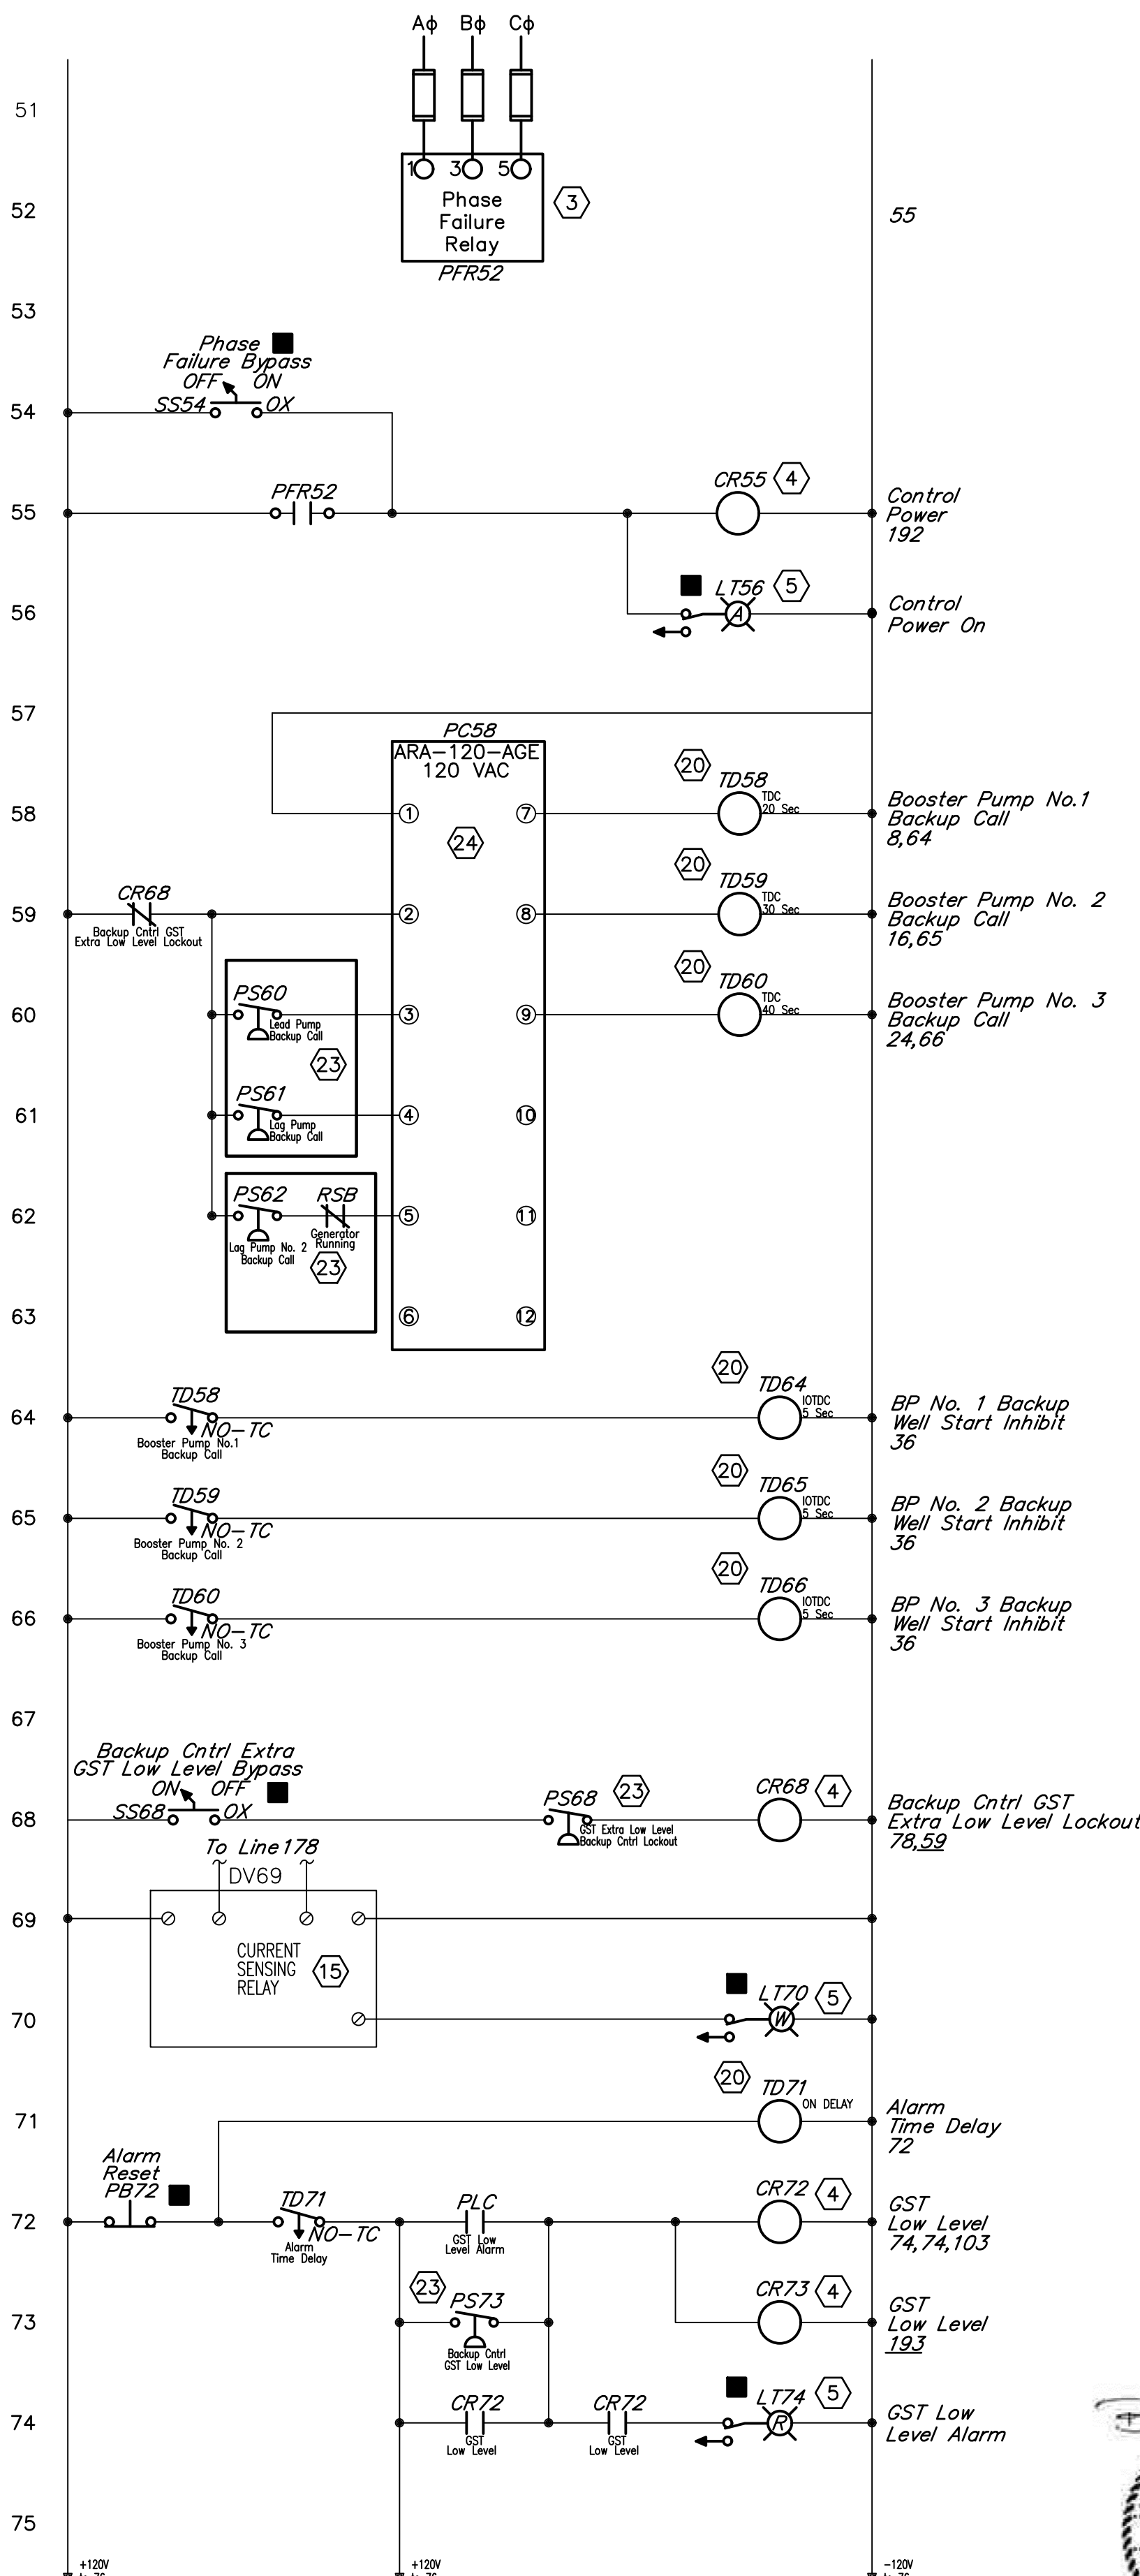 Aϕ Bϕ Cϕ
51
1 3 5
Phase
Failure
Relay
3
52
55
PFR52
53
Phase
Failure Bypass
OFF ON
54
SS54 OX
CR55 4
PFR52
55
Control
Power
192
LT56 5
56
A
Control
Power On
57
PC58
ARA-120-AGE
120 VAC
20
TD58
TDC
20 Sec
58
1 7
Booster Pump No.1
Backup Call
8,64
24
20
TD59
TDC
30 Sec
CR68
59
2 8
Backup Cntrl GST
Extra Low Level Lockout
Booster Pump No. 2
Backup Call
16,65
20
TD60
TDC
40 Sec
PS60
60
3 9
Lead Pump
Backup Call
Booster Pump No. 3
Backup Call
24,66
23
PS61
61
4 10
Lag Pump
Backup Call
PS62 RSB
62
5 11
Generator
Running
Lag Pump No. 2
Backup Call
23
63
6 12
20
TD64
IOTDC
5 Sec
TD58
64
NO-TC
Booster Pump No.1
Backup Call
BP No. 1 Backup
Well Start Inhibit
36
20
TD65
IOTDC
5 Sec
TD59
65
NO-TC
Booster Pump No. 2
Backup Call
BP No. 2 Backup
Well Start Inhibit
36
20
TD66
IOTDC
5 Sec
TD60
66
NO-TC
Booster Pump No. 3
Backup Call
BP No. 3 Backup
Well Start Inhibit
36
67
Backup Cntrl Extra
GST Low Level Bypass
ON OFF
68
SS68 OX
PS68 23
GST Extra Low Level
Backup Cntrl Lockout
CR68 4
Backup Cntrl GST
Extra Low Level Lockout
78,59
To Line 178
DV69
69
CURRENT
SENSING
RELAY
15
LT70 5
70
W
20
TD71
ON DELAY
71
Alarm
Time Delay
72
Alarm
Reset
PB72
72
TD71
NO-TC
Alarm
Time Delay
PLC
GST Low
Level Alarm
CR72 4
GST
Low Level
74,74,103
23
PS73
73
Backup Cntrl
GST Low Level
CR73 4
GST
Low Level
193
74
CR72
GST
Low Level
CR72
GST
Low Level
LT74 5
R
GST Low
Level Alarm
75
+120V
+120V
-120V